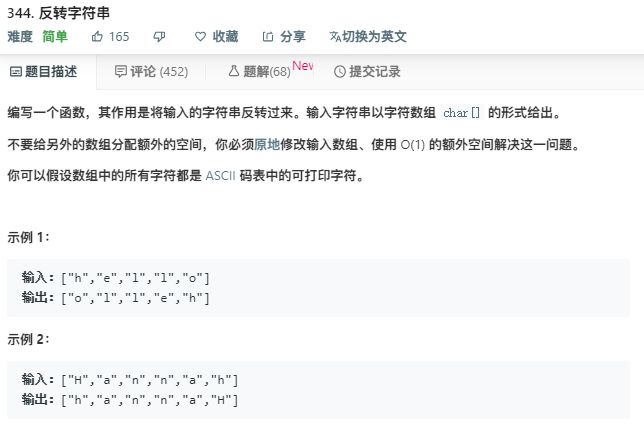 344. 反转字符串
难度 简单 165 收藏 分享 切换为英文
题目描述 评论 (452) 题解(68) New 提交记录
编写一个函数，其作用是将输入的字符串反转过来。输入字符串以字符数组 char[] 的形式给出。
不要给另外的数组分配额外的空间，你必须原地修改输入数组、使用 O(1) 的额外空间解决这一问题。
你可以假设数组中的所有字符都是 ASCII 码表中的可打印字符。
示例 1：
输入：["h","e","l","l","o"]
输出：["o","l","l","e","h"]
示例 2：
输入：["H","a","n","n","a","h"]
输出：["h","a","n","n","a","H"]